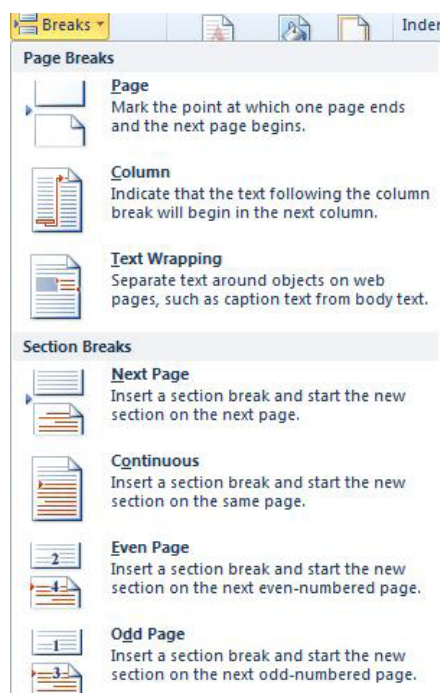 Breaks
Inden
Page Breaks
Page
Mark the point at which one page ends
and the next page begins.
Column
Indicate that the text following the column
break will begin in the next column.
Text Wrapping
Separate text around objects on web
pages, such as caption text from body text.
Section Breaks
Next Page
Insert a section break and start the new
section on the next page.
Continuous
Insert a section break and start the new
section on the same page.
Even Page
2
Insert a section break and start the new
4
section on the next even-numbered page.
Odd Page
1
Insert a section break and start the new
3
section on the next odd-numbered page.